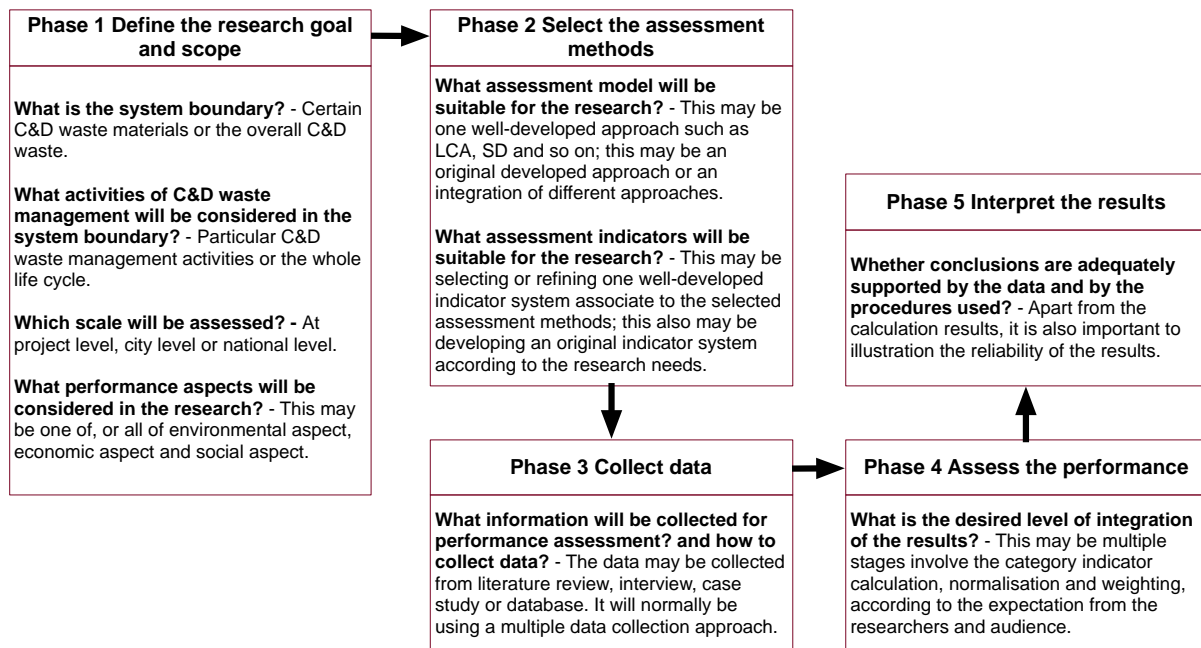 Phase 1 Define the research goal
and scope
What is the system boundary? - Certain
C&D waste materials or the overall C&D
waste.
What activities of C&D waste
management will be considered in the
system boundary? - Particular C&D
waste management activities or the whole
life cycle.
Which scale will be assessed? - At
project level, city level or national level.
What performance aspects will be
considered in the research? - This may
be one of, or all of environmental aspect,
economic aspect and social aspect.
Phase 2 Select the assessment
methods
What assessment model will be
suitable for the research? - This may be
one well-developed approach such as
LCA, SD and so on; this may be an
original developed approach or an
integration of different approaches.
What assessment indicators will be
suitable for the research? - This may be
selecting or refining one well-developed
indicator system associate to the selected
assessment methods; this also may be
developing an original indicator system
according to the research needs.
Phase 3 Collect data
What information will be collected for
performance assessment? and how to
collect data? - The data may be collected
from literature review, interview, case
study or database. It will normally be
using a multiple data collection approach.
Phase 4 Assess the performance
What is the desired level of integration
of the results? - This may be multiple
stages involve the category indicator
calculation, normalisation and weighting,
according to the expectation from the
researchers and audience.
Phase 5 Interpret the results
Whether conclusions are adequately
supported by the data and by the
procedures used? - Apart from the
calculation results, it is also important to
illustration the reliability of the results.